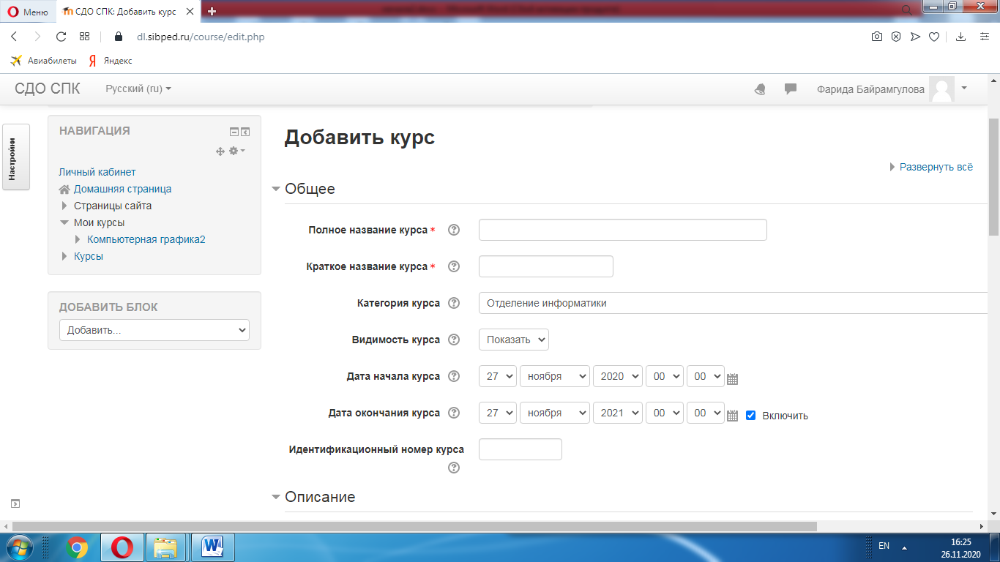 Меню
СДО СПК: Добавить курс
dl.sibped.ru/course/edit.php
Авиабилеты
Яндекс
СДО СПК
Русский (ru)
Фарида Байрамгулова
Настройки
НАВИГАЦИЯ
Личный кабинет
Домашняя страница
Страницы сайта
Мои курсы
Компьютерная графика2
Курсы
ДОБАВИТЬ БЛОК
Добавить...
Добавить курс
Развернуть всё
Общее
Полное название курса*
Краткое название курса*
Категория курса Отделение информатики
Видимость курса Показать
Дата начала курса 27 ноября 2020 00 00
Дата окончания курса 27 ноября 2021 00 00 Включить
Идентификационный номер курса
Описание
EN
16:25
26.11.2020